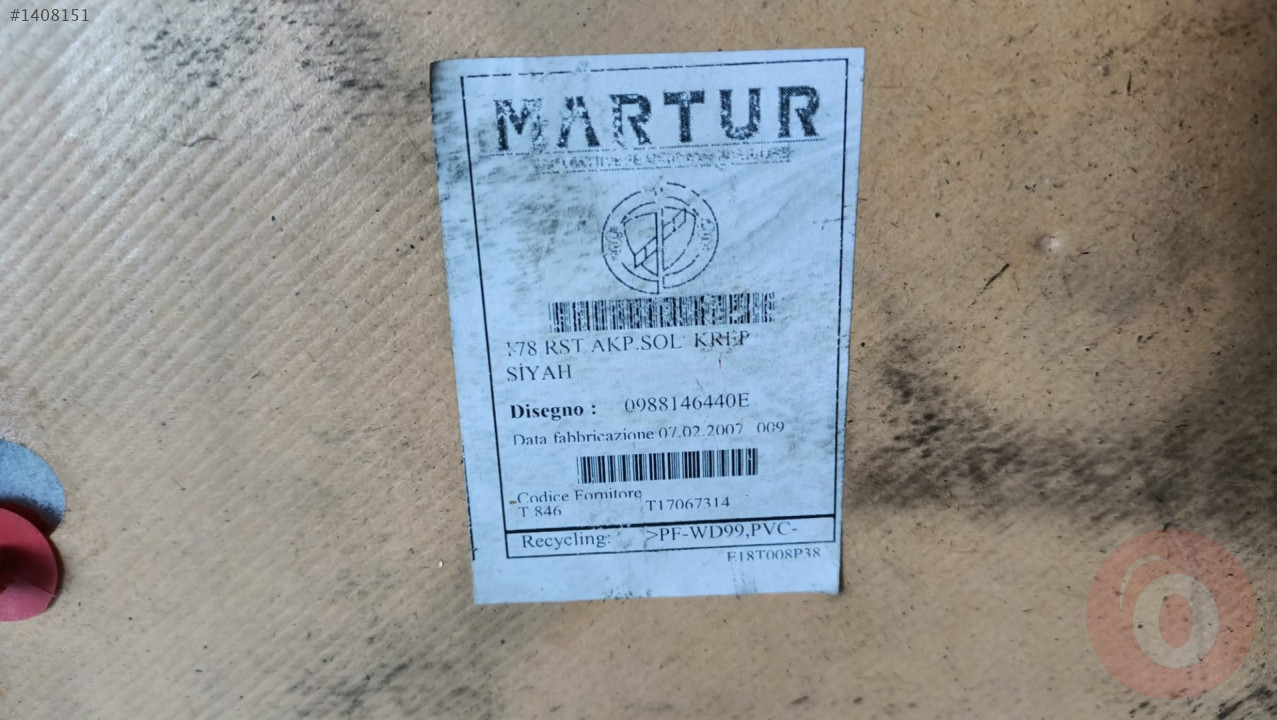 #1408151
MARTUR
178 RST AKP.SOL KREP
SİYAH
Disegno : 0988146440E
Data fabbricazione 07.02.2007 009
Codice Fornitore
T 846 T17067314
Recycling: >PF-WD99,PVC-
E18T008P38